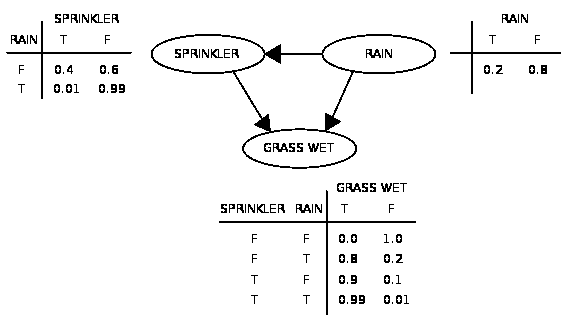 SPRINKLER
RAIN T F
F 0.4 0.6
T 0.01 0.99
SPRINKLER
RAIN
RAIN
T F
0.2 0.8
GRASS WET
GRASS WET
SPRINKLER RAIN T F
F F 0.0 1.0
F T 0.8 0.2
T F 0.9 0.1
T T 0.99 0.01